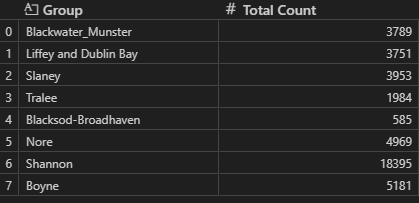 Group # Total Count
0 Blackwater_Munster 3789
1 Liffey and Dublin Bay 3751
2 Slaney 3953
3 Tralee 1984
4 Blacksod-Broadhaven 585
5 Nore 4969
6 Shannon 18395
7 Boyne 5181